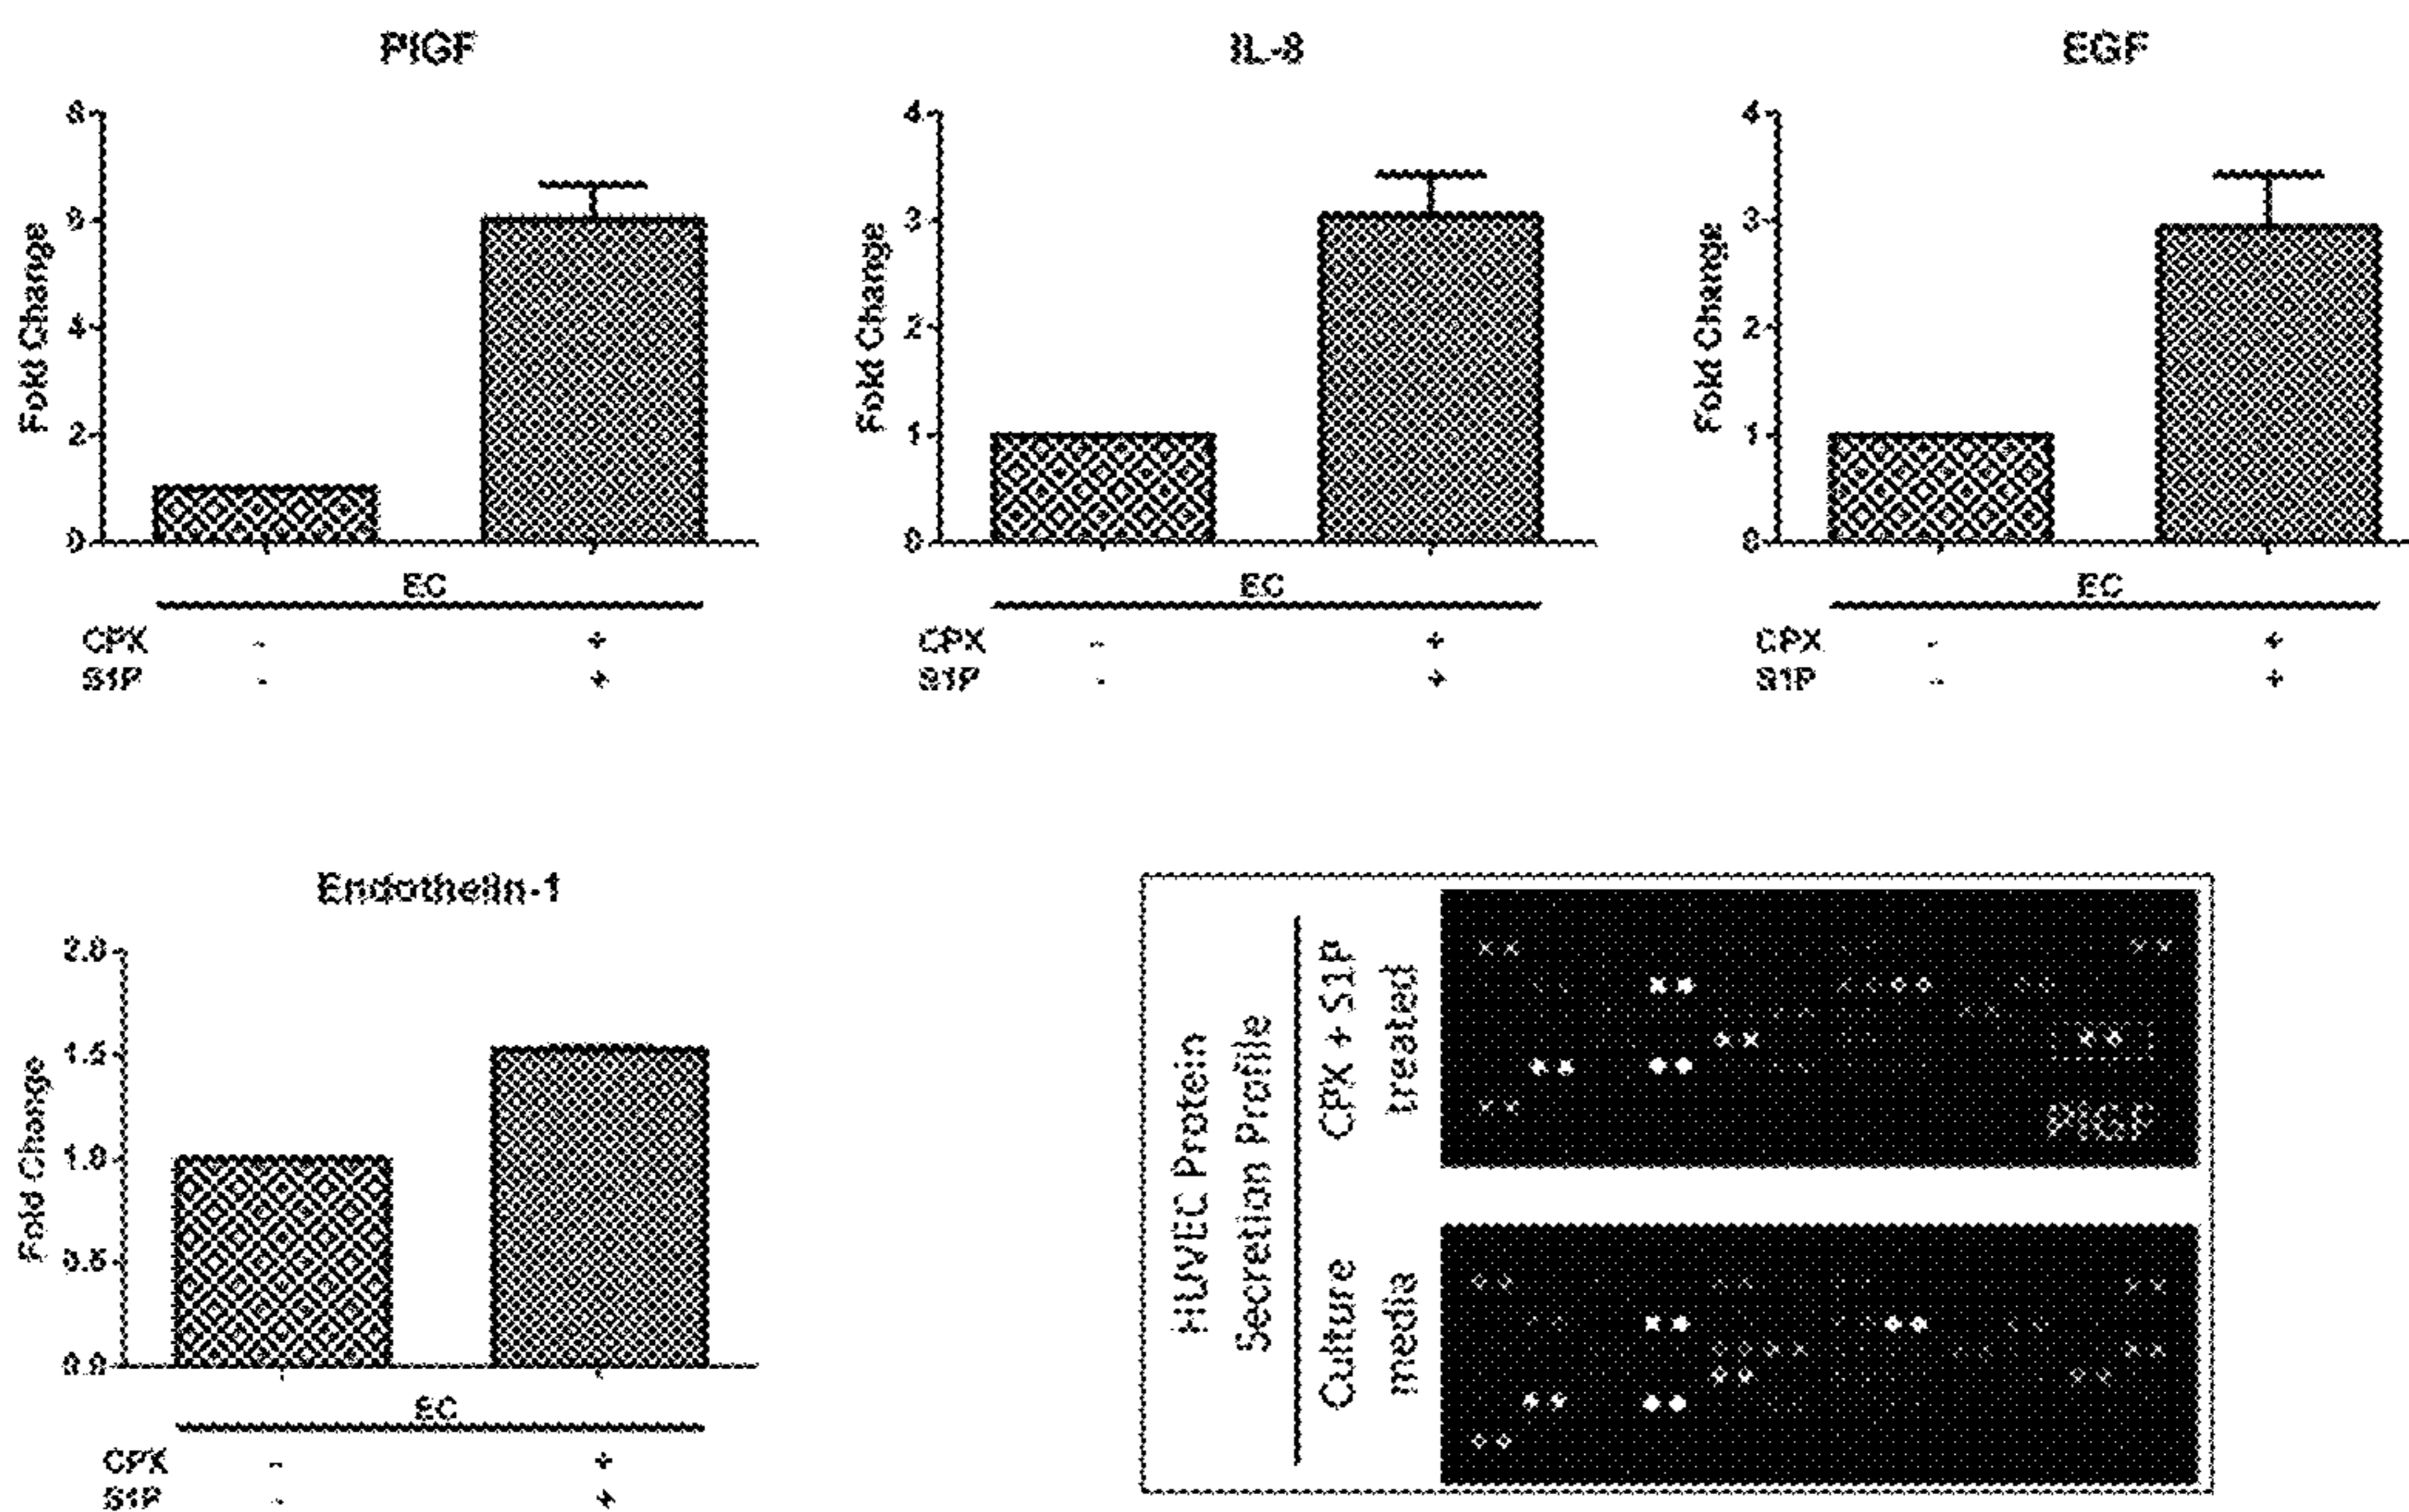 PlGF
IL-8
EGF
8
6
4
2
0
Fold Change
4
3
2
1
0
Fold Change
4
3
2
1
0
Fold Change
EC
EC
EC
CPX - +
CPX - +
CPX - +
S1P - +
S1P - +
S1P - +
Endothelin-1
2.0
1.5
1.0
0.5
0.0
Fold Change
EC
CPX - +
S1P - +
HUVEC Protein
Secretion Profile
CPX + S1P
treated
PlGF
Culture
media